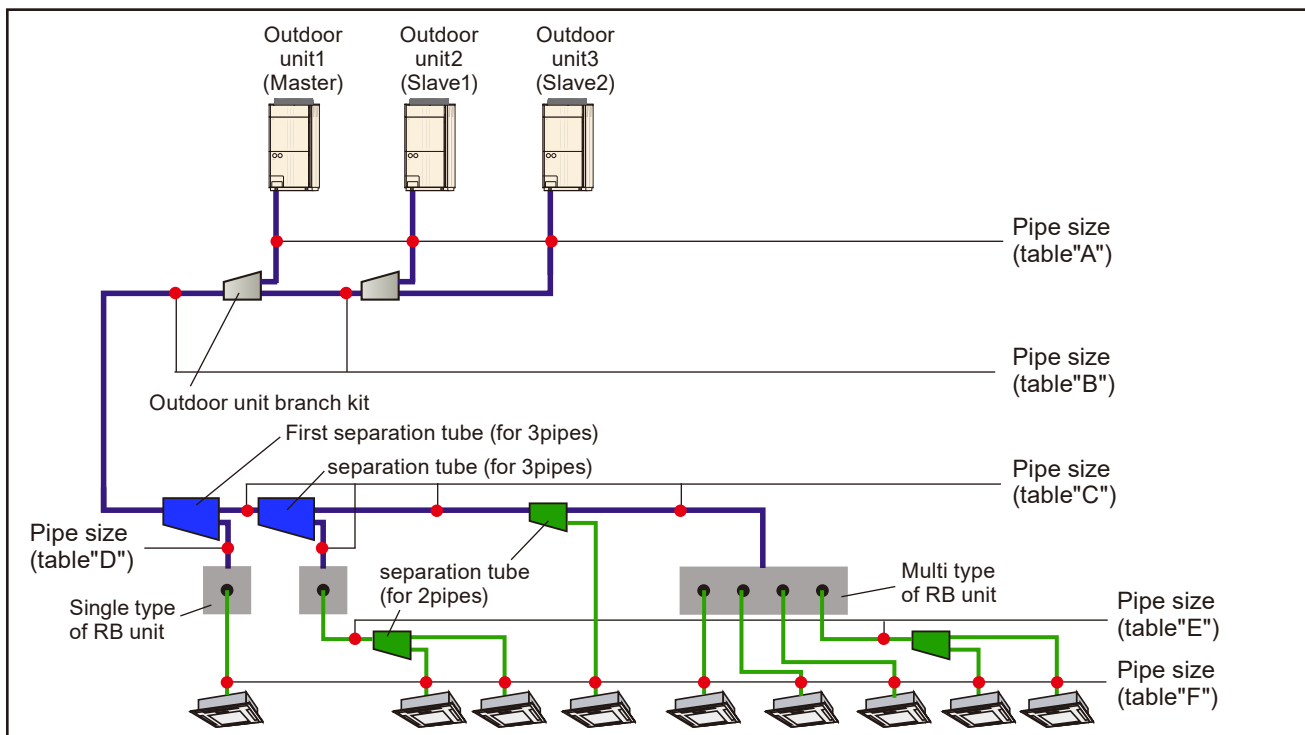 Outdoor
unit1
(Master)
Outdoor
unit2
(Slave1)
Outdoor
unit3
(Slave2)
Pipe size
(table"A")
Pipe size
(table"B")
Outdoor unit branch kit
First separation tube (for 3pipes)
separation tube (for 3pipes)
Pipe size
(table"C")
Pipe size
(table"D")
separation tube
(for 2pipes)
Single type
of RB unit
Multi type
of RB unit
Pipe size
(table"E")
Pipe size
(table"F")